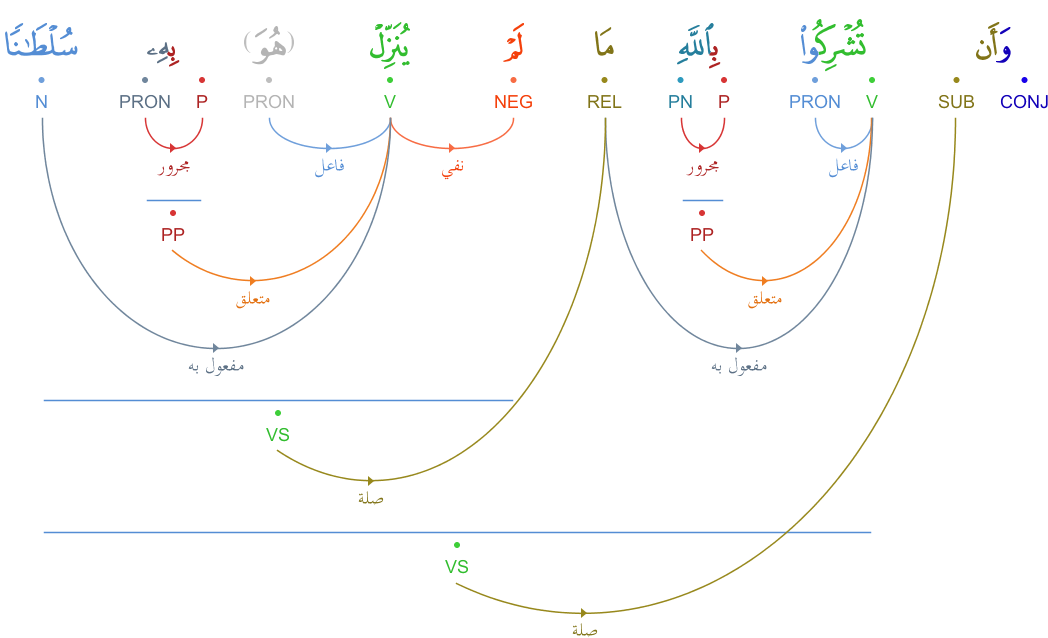 وَأَن تُشْرِكُوا۟ بِٱللَّهِ مَا لَمْ يُنَزِّلْ (هُوَ) بِهِۦ سُلْطَـٰنًا
CONJ SUB V PRON P PN REL NEG V PRON P PRON N
فاعل مجرور نفي فاعل مجرور
PP PP
متعلق متعلق
مفعول به مفعول به
VS
صلة
VS
صلة